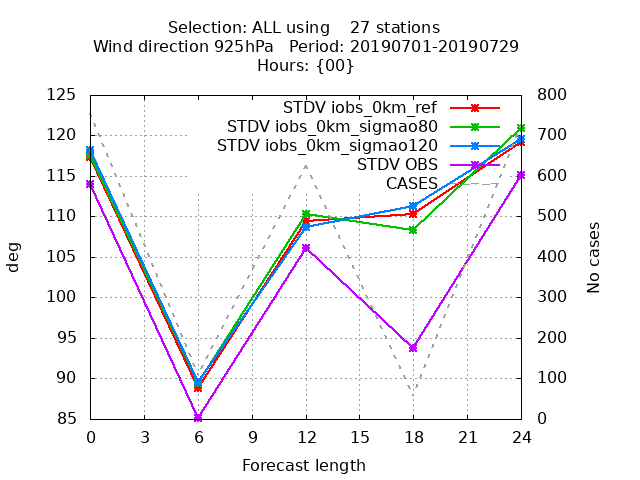 Selection: ALL using    27 stations
Wind direction 925hPa   Period: 20190701-20190729
Hours: {00}
STDV iobs_0km_ref
STDV iobs_0km_sigmao80
STDV iobs_0km_sigmao120
STDV OBS
CASES
125
120
115
110
105
100
95
90
85
deg
800
700
600
500
400
300
200
100
0
No cases
0 3 6 9 12 15 18 21 24
Forecast length